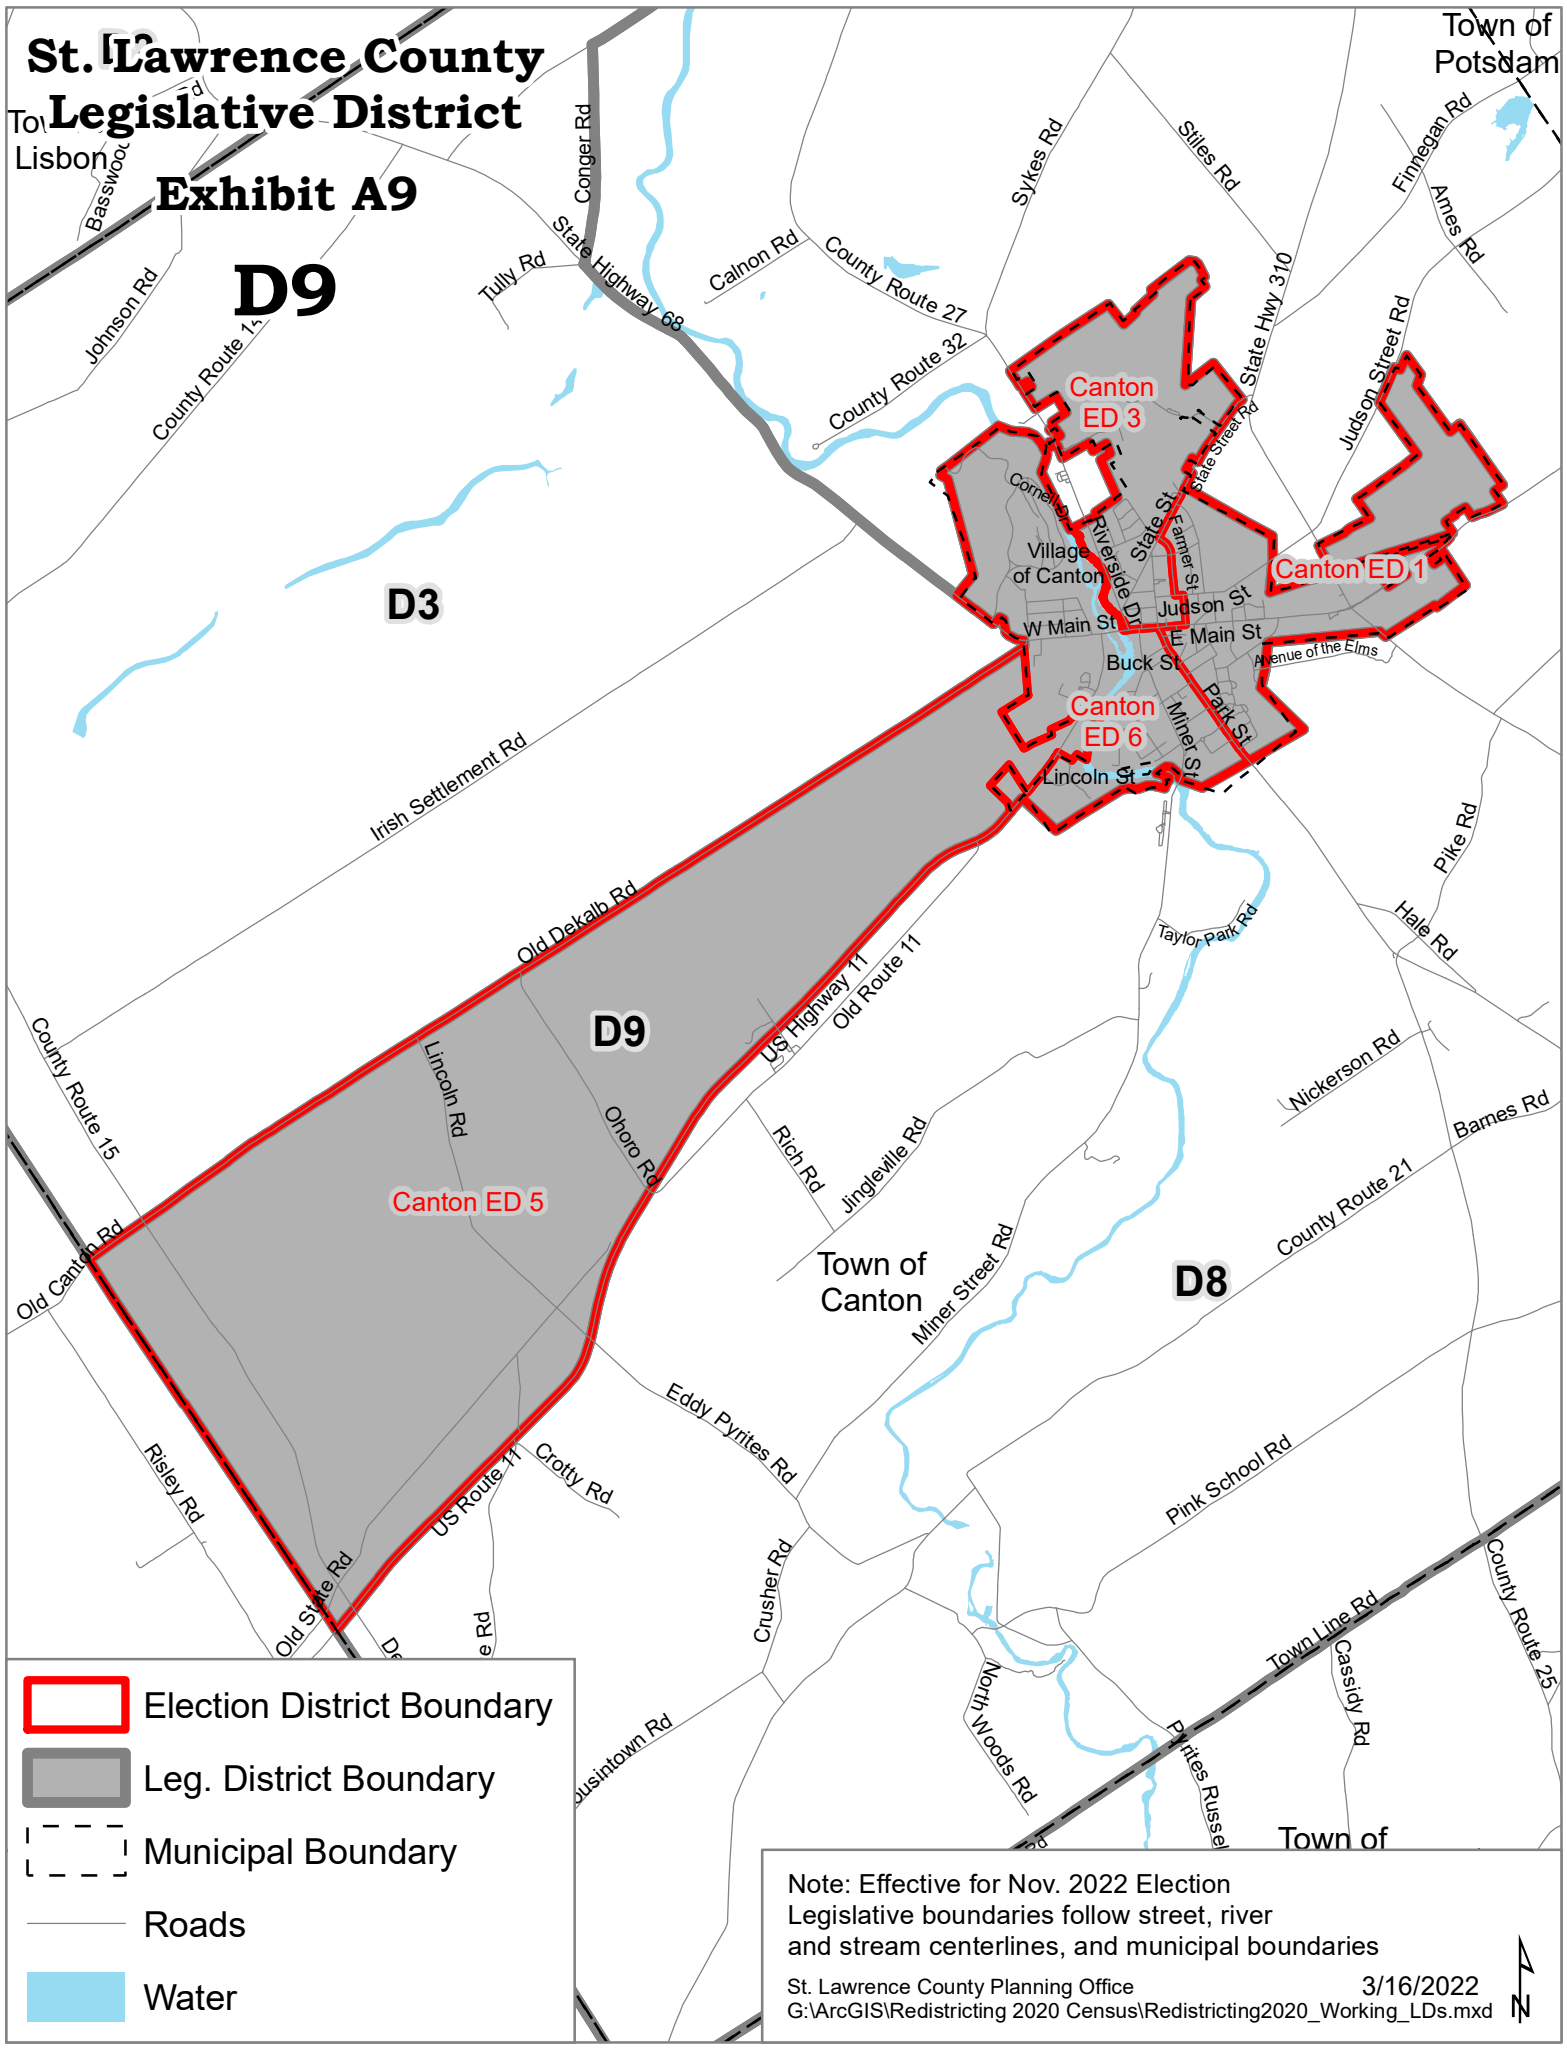 St. Lawrence County
Legislative District
Exhibit A9
D9
Lisbon
Town of
Potsdam
Conger Rd
Johnson Rd
Tully Rd
State Highway 68
Calnon Rd
County Route 27
County Route 32
Sykes Rd
Stiles Rd
Finnegan Rd
Ames Rd
State Hwy 310
State Street Rd
Judson Street Rd
Canton
ED 3
Cornell Dr
Riverside Dr
State St
Farmer St
Village
of Canton
Canton ED 1
Judson St
W Main St
E Main St
Avenue of the Elms
Buck St
Canton
ED 6
Miner St
Park St
Lincoln St
D3
Irish Settlement Rd
Old Dekalb Rd
D9
US Highway 11
Old Route 11
County Route 15
Lincoln Rd
Ohoro Rd
Canton ED 5
Old Canton Rd
Risley Rd
US Route 11
Crotty Rd
Old State Rd
De
e Rd
Eddy Pyrites Rd
Crusher Rd
Rich Rd
Jingleville Rd
Town of
Canton
Miner Street Rd
Taylor Park Rd
Pike Rd
Hale Rd
Nickerson Rd
Barnes Rd
County Route 21
D8
Pink School Rd
Town Line Rd
County Route 25
Cassidy Rd
North Woods Rd
Pyrites Russel
ousintown Rd
Town of
Election District Boundary
Leg. District Boundary
Municipal Boundary
Roads
Water
Note: Effective for Nov. 2022 Election
Legislative boundaries follow street, river
and stream centerlines, and municipal boundaries
St. Lawrence County Planning Office 3/16/2022
G:\ArcGIS\Redistricting 2020 Census\Redistricting2020_Working_LDs.mxd
N